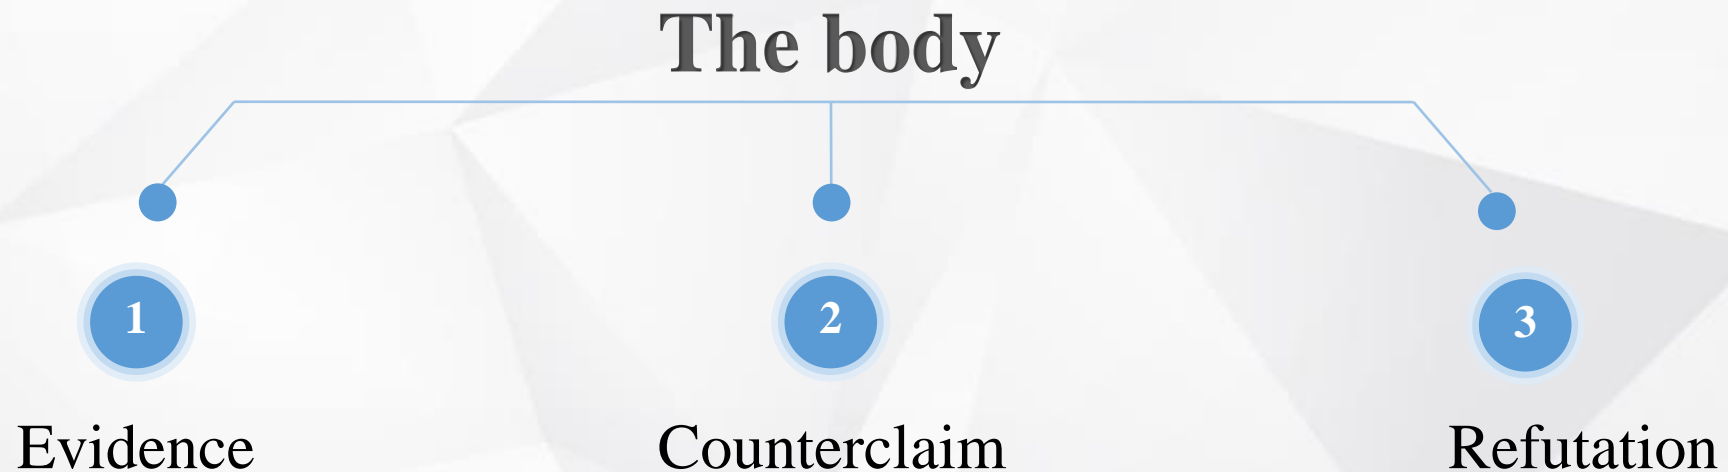 The body
1
2
3
Evidence
Counterclaim
Refutation